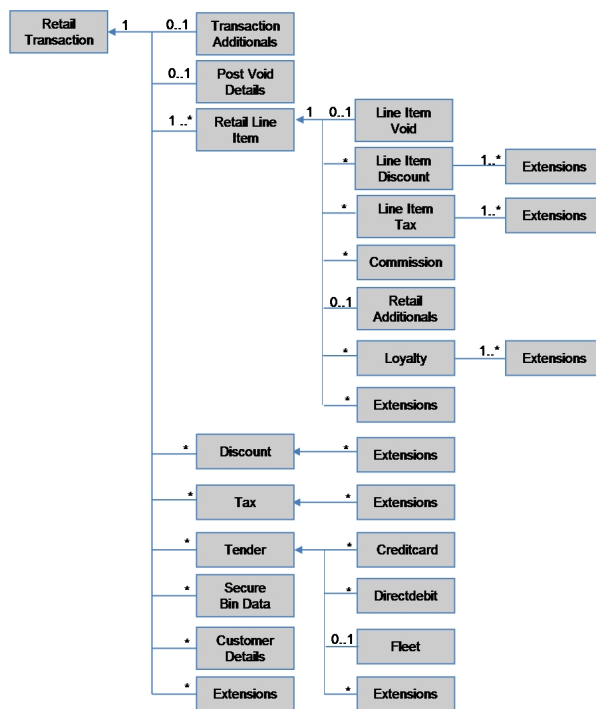 Retail
Transaction
1
0..1
Transaction
Additionals
0..1
Post Void
Details
1 ..*
Retail Line
Item
1
0..1
Line Item
Void
*
Line Item
Discount
1..*
Extensions
*
Line Item
Tax
1..*
Extensions
*
Commission
0..1
Retail
Additionals
*
Loyalty
1..*
Extensions
*
Extensions
*
Discount
*
Extensions
*
Tax
*
Extensions
*
Tender
*
Creditcard
*
Directdebit
*
Secure
Bin Data
0..1
Fleet
*
Customer
Details
*
Extensions
*
Extensions